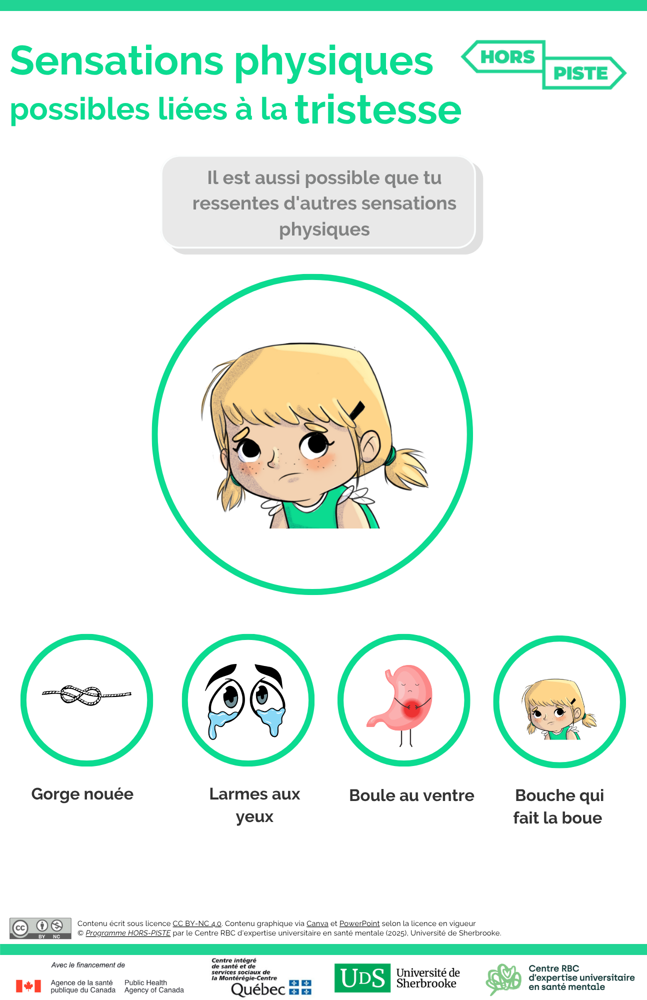 Sensations physiques
possibles liées à la tristesse
HORS
PISTE
Il est aussi possible que tu
ressentes d'autres sensations
physiques
Gorge nouée
Larmes aux
yeux
Boule au ventre
Bouche qui
fait la boue
cc
BY NC
Contenu écrit sous licence CC BY-NC 4.0. Contenu graphique via Canva et PowerPoint selon la licence en vigueur
© Programme HORS-PISTE par le Centre RBC d'expertise universitaire en santé mentale (2025), Université de Sherbrooke.
Avec le financement de
Agence de la santé
publique du Canada
Public Health
Agency of Canada
Centre intégré
de santé et de
services sociaux de
la Montérégie-Centre
Québec
UDS
Université de
Sherbrooke
Centre RBC
d'expertise universitaire
en santé mentale